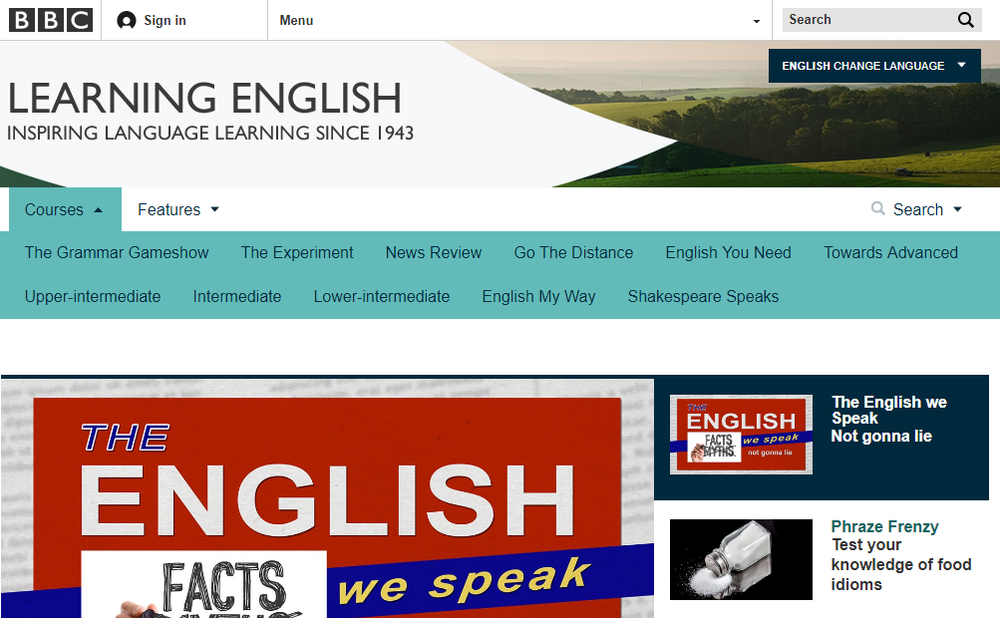 BBC
Sign in
Menu
Search
ENGLISH CHANGE LANGUAGE
LEARNING ENGLISH
INSPIRING LANGUAGE LEARNING SINCE 1943
Courses
Features
Search
The Grammar Gameshow
The Experiment
News Review
Go The Distance
English You Need
Towards Advanced
Upper-intermediate
Intermediate
Lower-intermediate
English My Way
Shakespeare Speaks
THE
ENGLISH
we speak
FACTS
MYTHS
THE
ENGLISH
we speak
FACTS
MYTHS
not gonna lie
The English we
Speak
Not gonna lie
Phraze Frenzy
Test your
knowledge of food
idioms